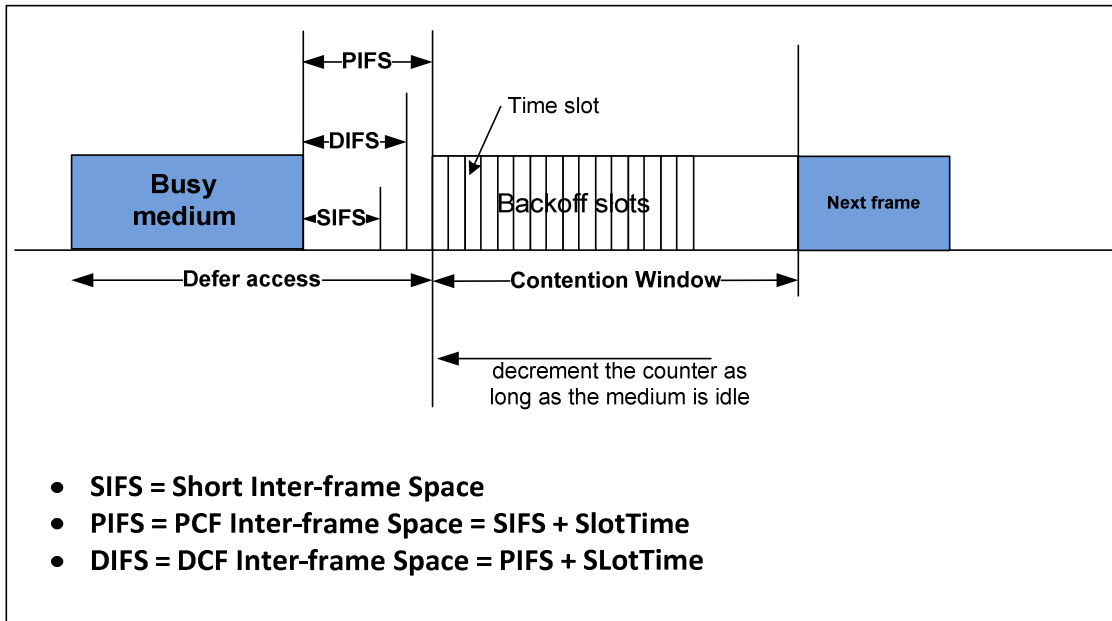 PIFS
Time slot
DIFS
Busy
medium
SIFS
Backoff slots
Next frame
Defer access
Contention Window
decrement the counter as
long as the medium is idle
• SIFS = Short Inter-frame Space
• PIFS = PCF Inter-frame Space = SIFS + SlotTime
• DIFS = DCF Inter-frame Space = PIFS + SLotTime